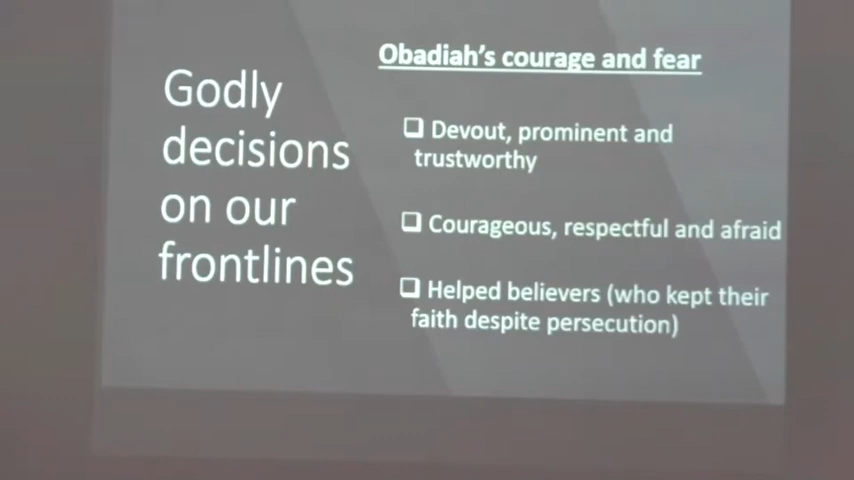 Godly
decisions
on our
frontlines
Obadiah's courage and fear
❑ Devout, prominent and
trustworthy
❑ Courageous, respectful and afraid
❑ Helped believers (who kept their
faith despite persecution)